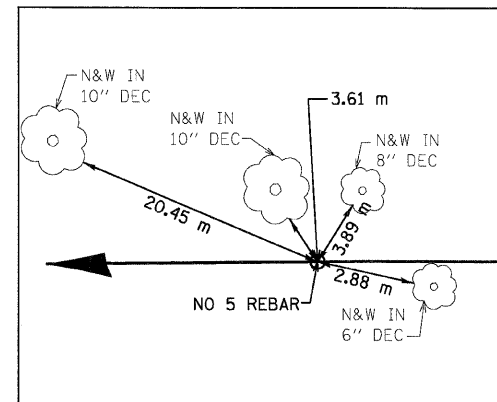 N&W IN
10" DEC
N&W IN
10" DEC
3.61 m
N&W IN
8" DEC
20.45 m
3.89 m
2.88 m
NO 5 REBAR
N&W IN
6" DEC